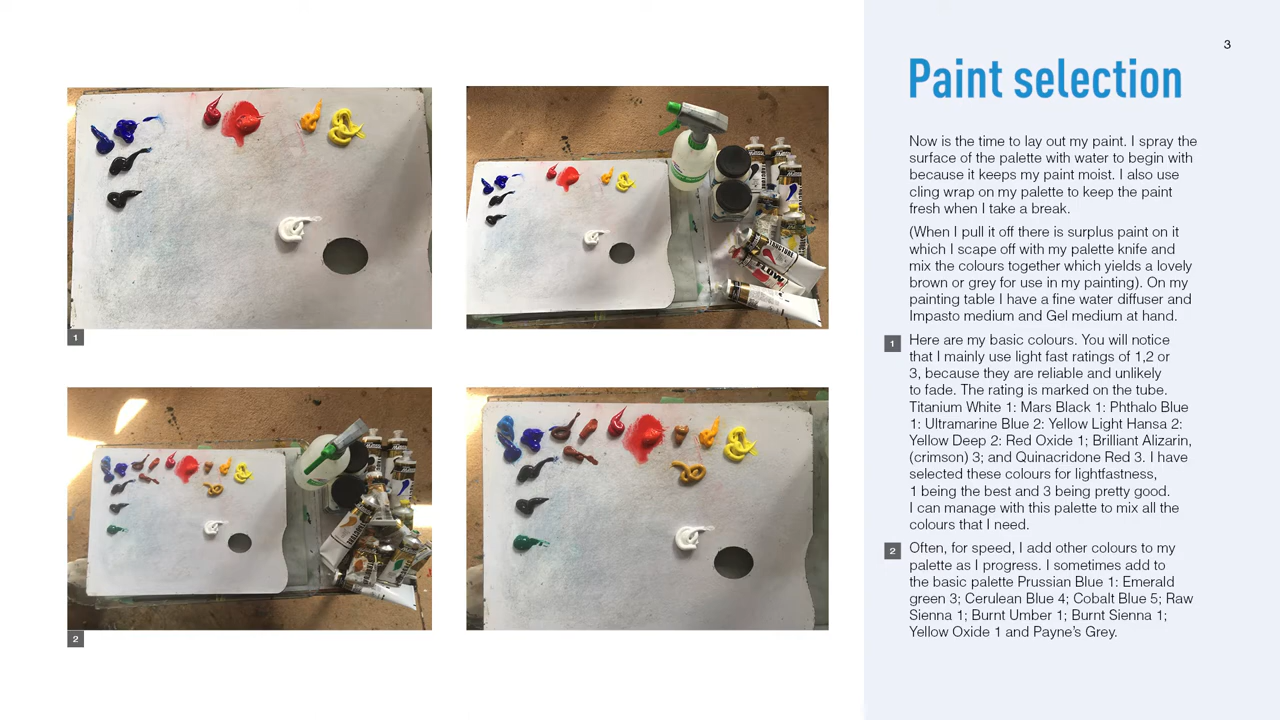 3
Paint selection
Now is the time to lay out my paint. I spray the
surface of the palette with water to begin with
because it keeps my paint moist. I also use
cling wrap on my palette to keep the paint
fresh when I take a break.
(When I pull it off there is surplus paint on it
which I scape off with my palette knife and
mix the colours together which yields a lovely
brown or grey for use in my painting). On my
painting table I have a fine water diffuser and
Impasto medium and Gel medium at hand.
1
Here are my basic colours. You will notice
that I mainly use light fast ratings of 1,2 or
3, because they are reliable and unlikely
to fade. The rating is marked on the tube.
Titanium White 1: Mars Black 1: Phthalo Blue
1: Ultramarine Blue 2: Yellow Light Hansa 2:
Yellow Deep 2: Red Oxide 1; Brilliant Alizarin,
(crimson) 3; and Quinacridone Red 3. I have
selected these colours for lightfastness,
1 being the best and 3 being pretty good.
I can manage with this palette to mix all the
colours that I need.
2
Often, for speed, I add other colours to my
palette as I progress. I sometimes add to
the basic palette Prussian Blue 1: Emerald
green 3; Cerulean Blue 4; Cobalt Blue 5; Raw
Sienna 1; Burnt Umber 1; Burnt Sienna 1;
Yellow Oxide 1 and Payne's Grey.
1
2